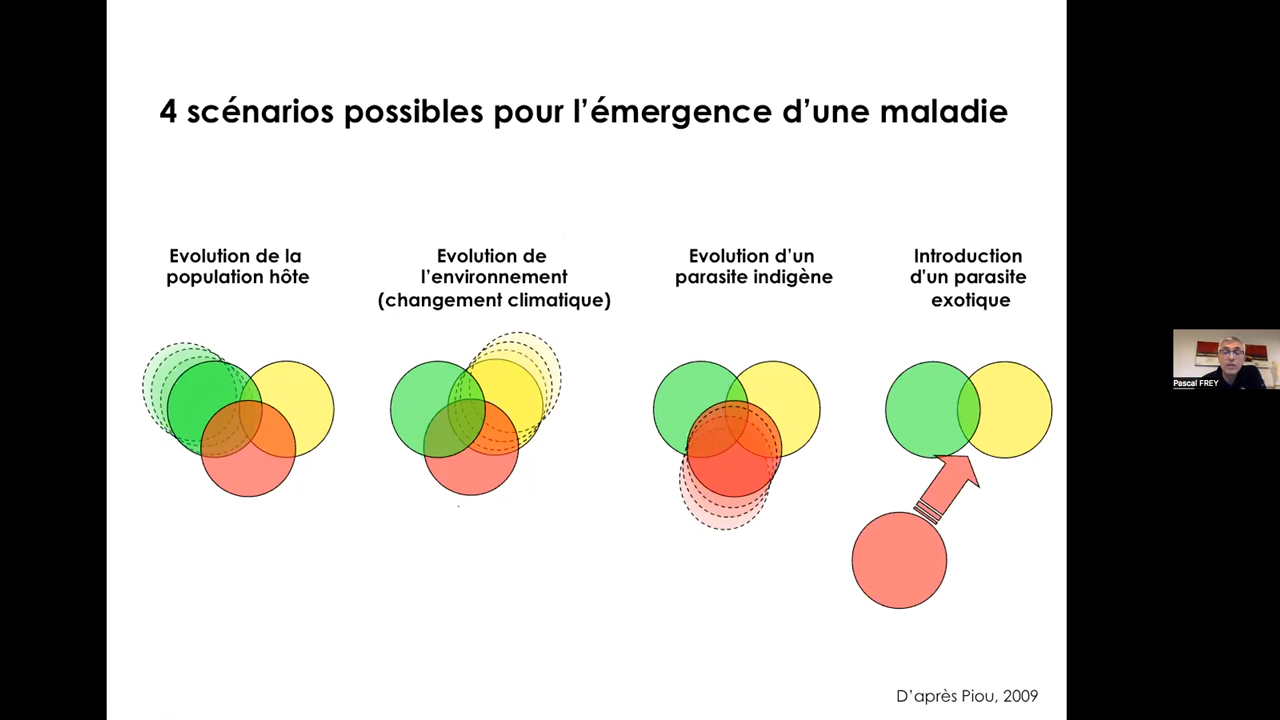 4 scénarios possibles pour l’émergence d’une maladie
Evolution de la
population hôte
Evolution de
l’environnement
(changement climatique)
Evolution d’un
parasite indigène
Introduction
d'un parasite
exotique
Pascal FREY
D’après Piou, 2009